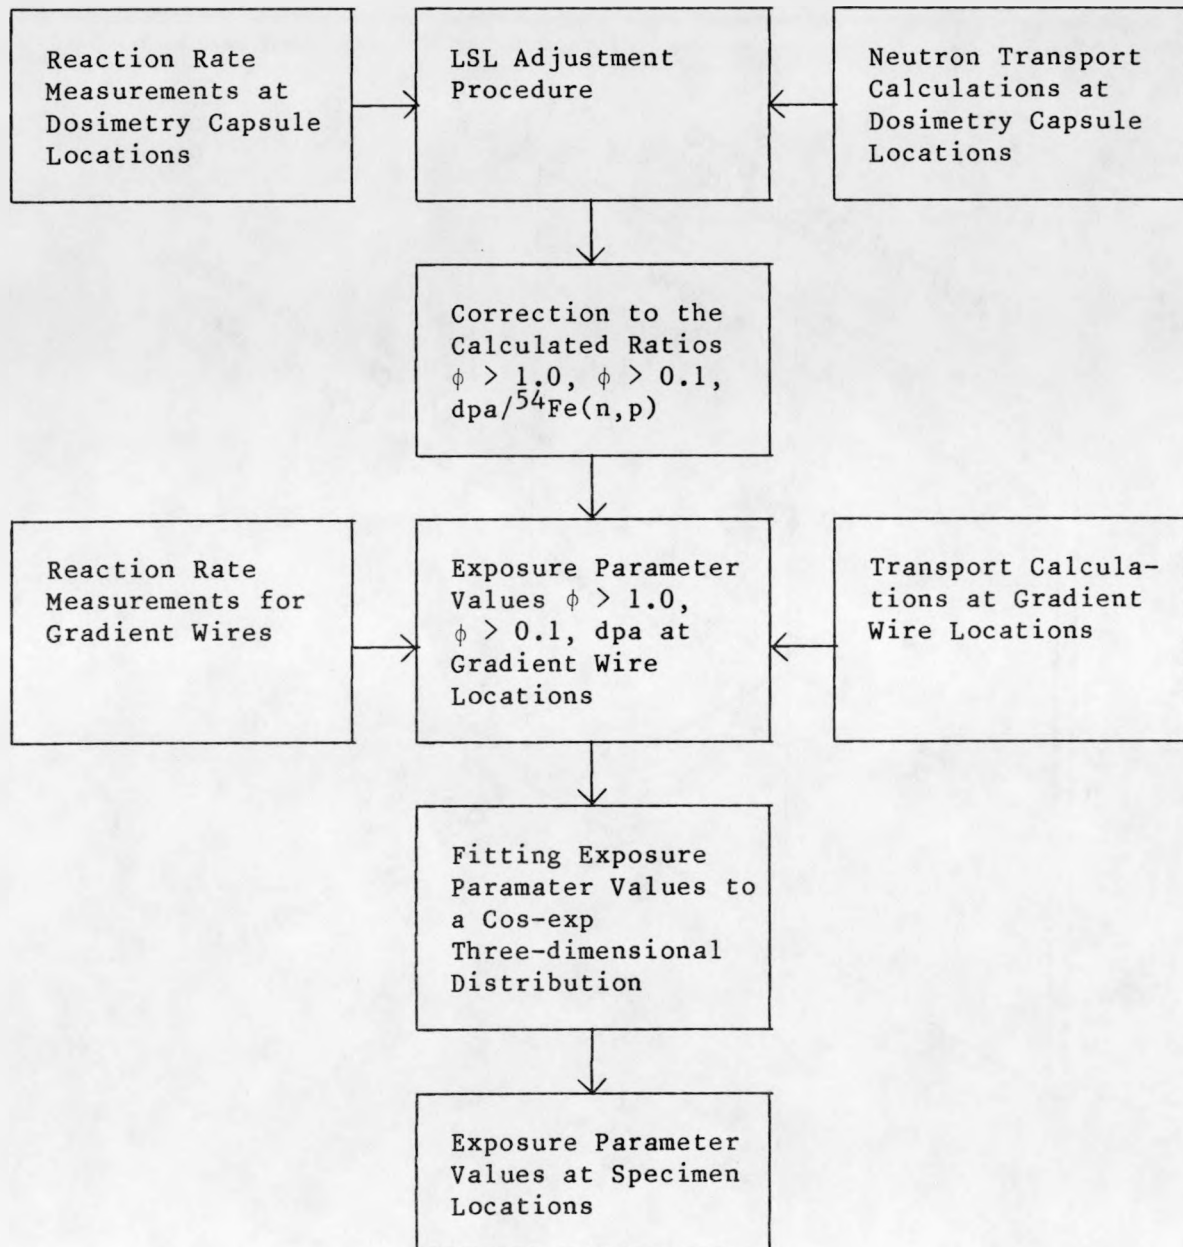 Reaction Rate
Measurements at
Dosimetry Capsule
Locations
LSL Adjustment
Procedure
Neutron Transport
Calculations at
Dosimetry Capsule
Locations
Correction to the
Calculated Ratios
ϕ > 1.0, ϕ > 0.1,
dpa/⁵⁴Fe(n,p)
Reaction Rate
Measurements for
Gradient Wires
Exposure Parameter
Values ϕ > 1.0,
ϕ > 0.1, dpa at
Gradient Wire
Locations
Transport Calcula-
tions at Gradient
Wire Locations
Fitting Exposure
Paramater Values to
a Cos-exp
Three-dimensional
Distribution
Exposure Parameter
Values at Specimen
Locations